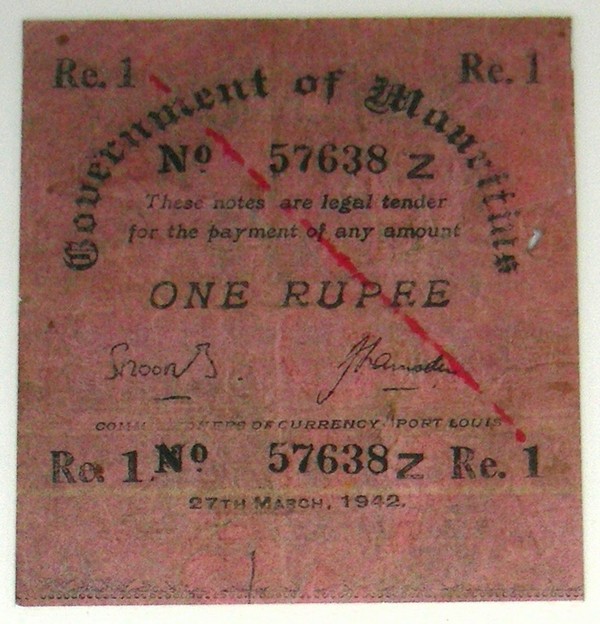 Re. 1 Re. 1
Government of Mauritius
Nº 57638 Z
These notes are legal tender
for the payment of any amount
ONE RUPEE
OF CURRENCY, PORT LOUIS
Re. 1 Nº 57638 Z Re. 1
27TH MARCH, 1942.